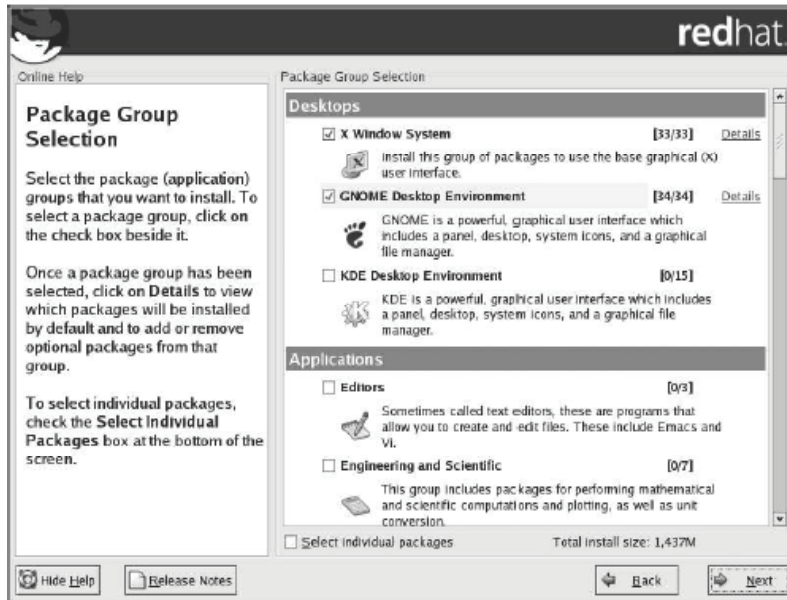 redhat.
Online Help
Package Group
Selection
Select the package (application)
groups that you want to install. To
select a package group, click on
the check box beside it.
Once a package group has been
selected, click on Details to view
which packages will be installed
by default and to add or remove
optional packages from that
group.
To select individual packages,
check the Select Individual
Packages box at the bottom of the
screen.
Package Group Selection
Desktops
X Window System [33/33] Details
Install this group of packages to use the base graphical (X)
user interface.
GNOME Desktop Environment [34/34] Details
GNOME is a powerful, graphical user interface which
includes a panel, desktop, system icons, and a graphical
file manager.
KDE Desktop Environment [0/15]
KDE is a powerful, graphical user interface which includes
a panel, desktop, system icons, and a graphical file
manager.
Applications
Editors [0/3]
Sometimes called text editors, these are programs that
allow you to create and edit files. These include Emacs and
Vi.
Engineering and Scientific [0/7]
This group includes packages for performing mathematical
and scientific computations and plotting, as well as unit
conversion.
Select individual packages Total install size: 1,437M
Hide Help Release Notes Back Next